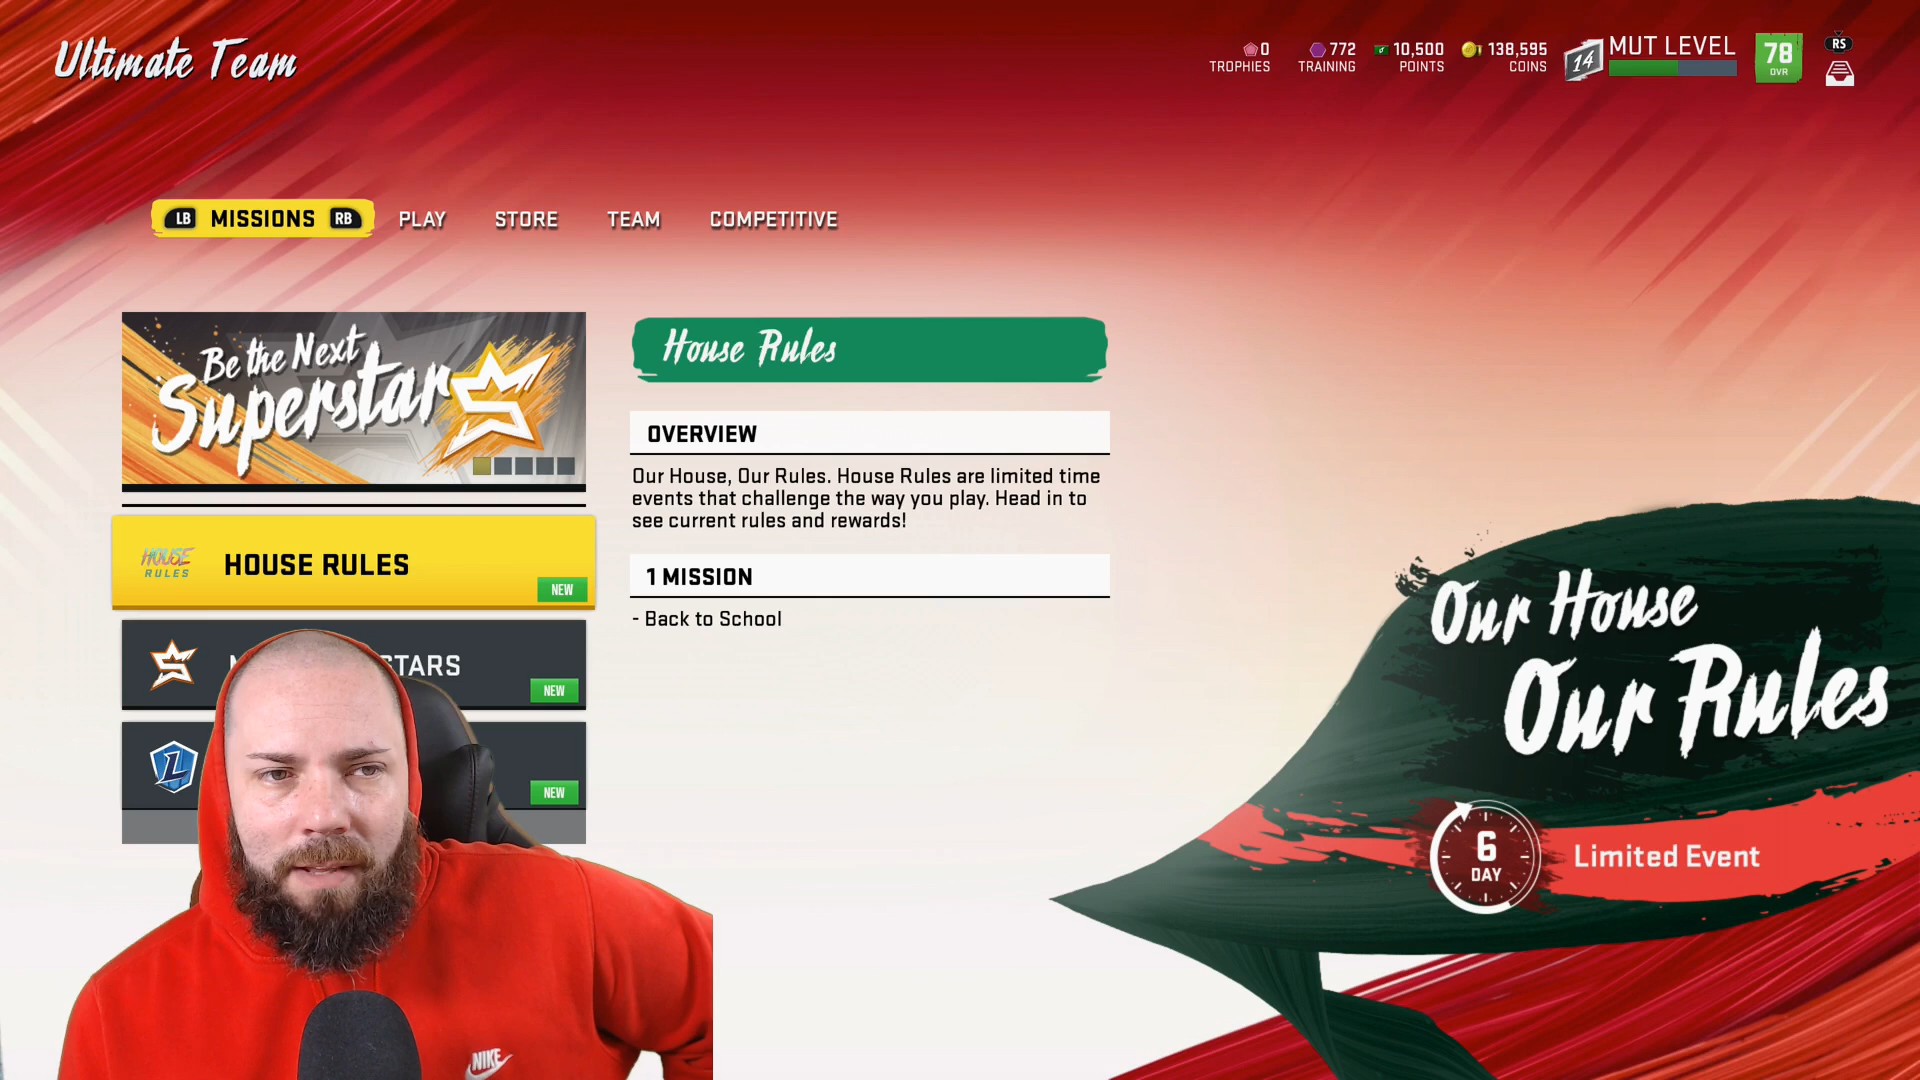 Ultimate Team
0
TROPHIES
772
TRAINING
10,500
POINTS
138,595
COINS
14
MUT LEVEL
78
OVR
RS
LB MISSIONS RB PLAY STORE TEAM COMPETITIVE
Be the Next
Superstar
House Rules
OVERVIEW
Our House, Our Rules. House Rules are limited time
events that challenge the way you play. Head in to
see current rules and rewards!
1 MISSION
- Back to School
HOUSE
RULES
HOUSE RULES
NEW
NEW
L
NEW
Our House
Our Rules
6
DAY
Limited Event
NIKE